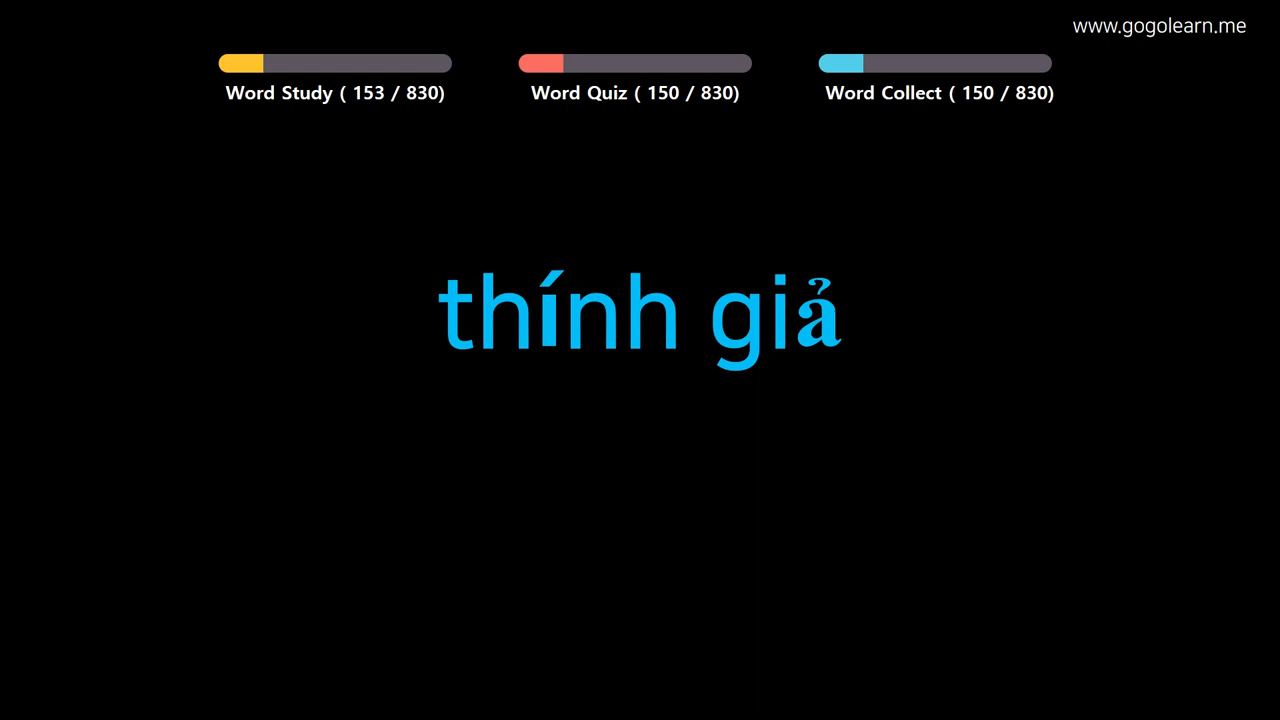 www.gogolearn.me
Word Study ( 153 / 830)
Word Quiz ( 150 / 830)
Word Collect ( 150 / 830)
thính giả